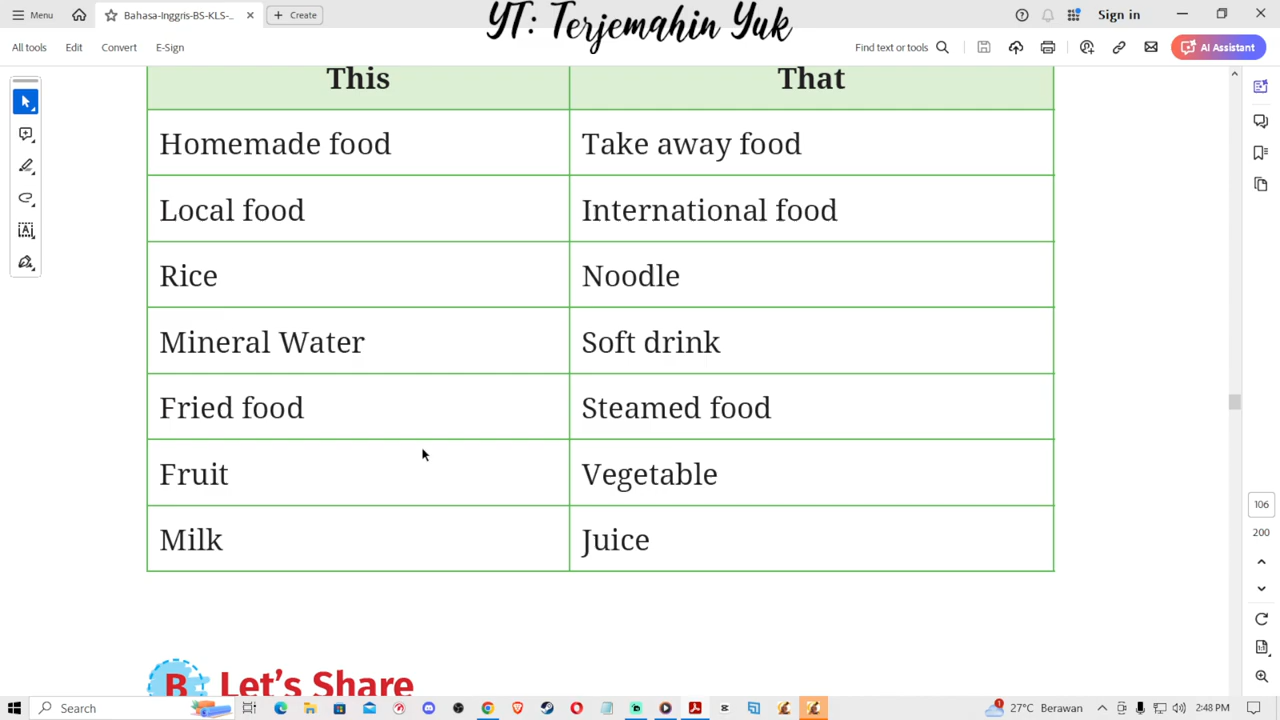 Menu
Bahasa-Inggris-BS-KLS-...
Create
YT: Terjemahin Yuk
Sign in
All tools
Edit
Convert
E-Sign
Find text or tools
AI Assistant
This
That
Homemade food
Take away food
Local food
International food
Rice
Noodle
Mineral Water
Soft drink
Fried food
Steamed food
Fruit
Vegetable
Milk
Juice
106
200
B Let's Share
Search
1
27°C Berawan
2:48 PM